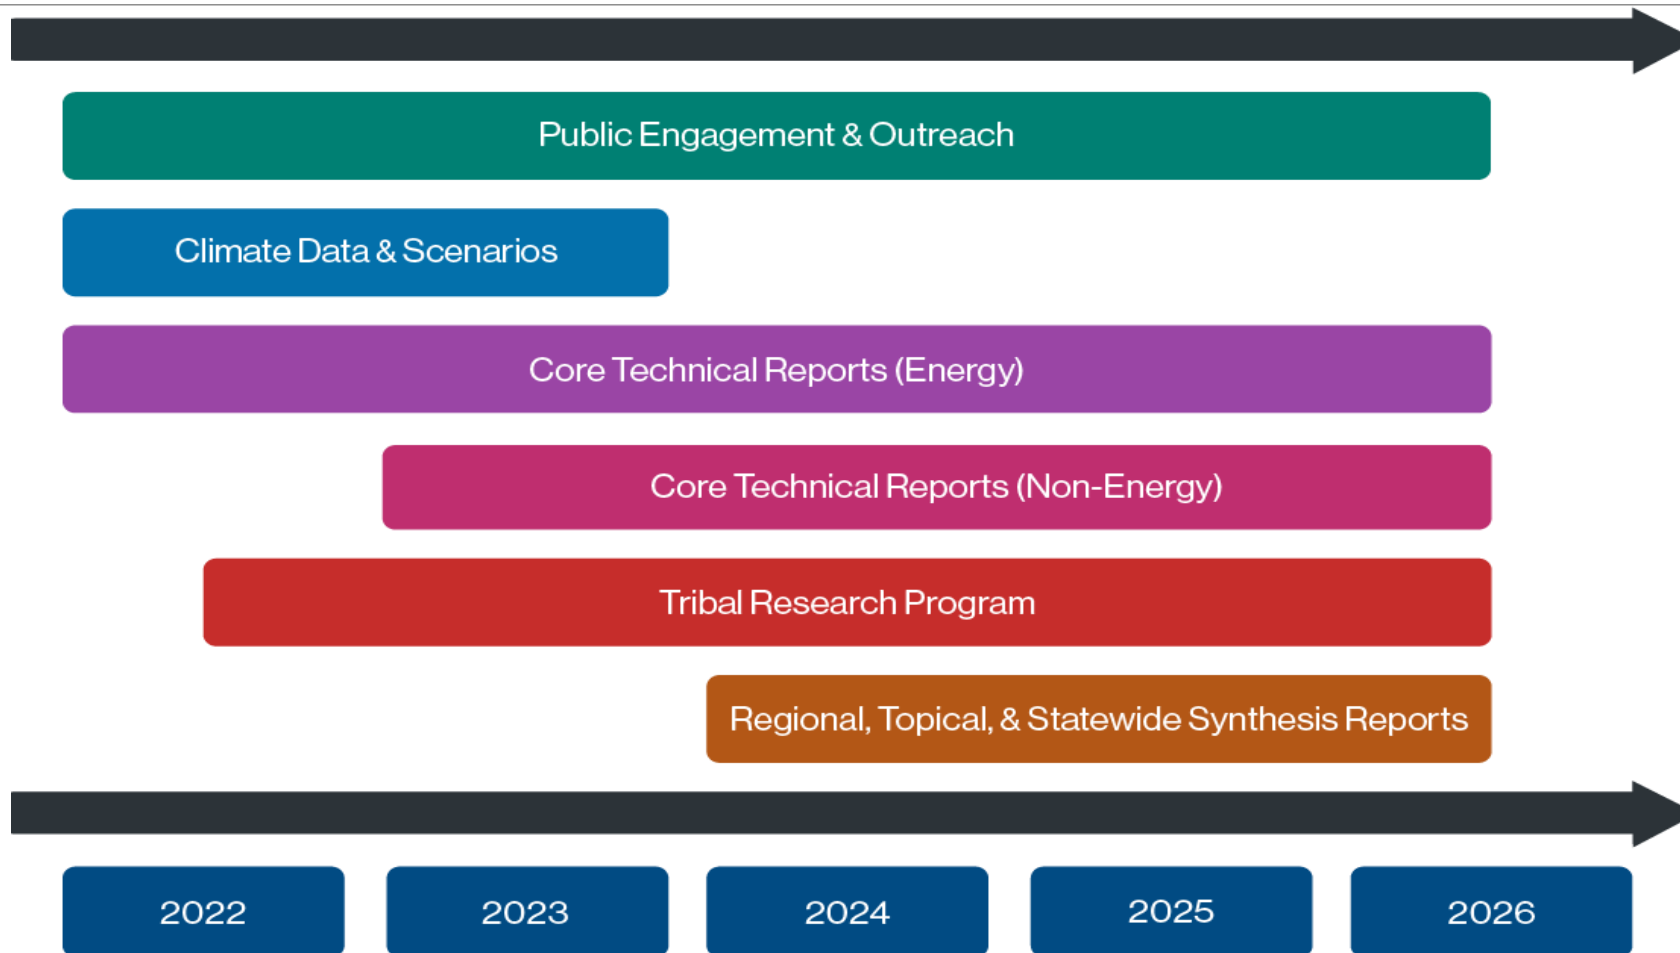 Public Engagement & Outreach
Climate Data & Scenarios
Core Technical Reports (Energy)
Core Technical Reports (Non-Energy)
Tribal Research Program
Regional, Topical, & Statewide Synthesis Reports
2022
2023
2024
2025
2026